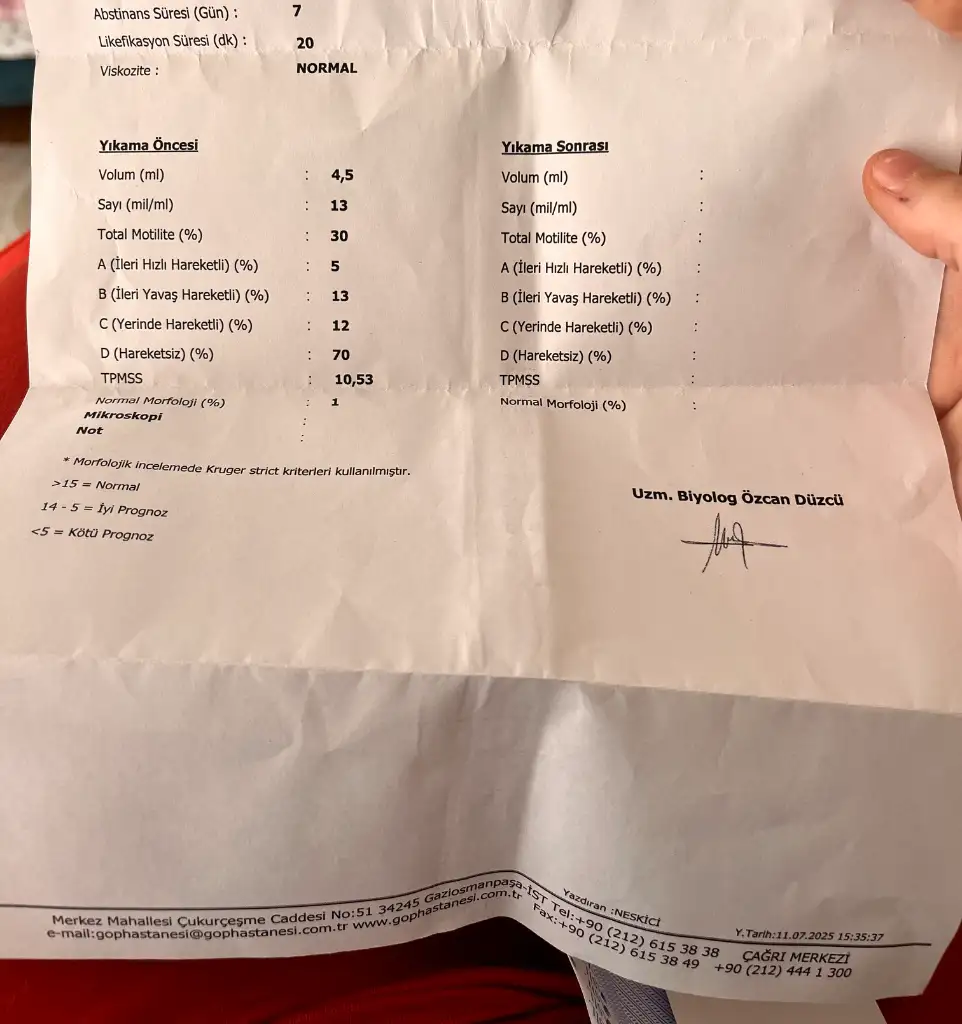 Abstinans Süresi (Gün) : 7
Likefikasyon Süresi (dk) : 20
Viskozite : NORMAL
Yıkama Öncesi
Volum (ml) : 4,5
Sayı (mil/ml) : 13
Total Motilite (%) : 30
A (İleri Hızlı Hareketli) (%) : 5
B (İleri Yavaş Hareketli) (%) : 13
C (Yerinde Hareketli) (%) : 12
D (Hareketsiz) (%) : 70
TPMSS : 10,53
Normal Morfoloji (%) : 1
Mikroskopi :
Not :
Yıkama Sonrası
Volum (ml) :
Sayı (mil/ml) :
Total Motilite (%) :
A (İleri Hızlı Hareketli) (%) :
B (İleri Yavaş Hareketli) (%) :
C (Yerinde Hareketli) (%) :
D (Hareketsiz) (%) :
TPMSS :
Normal Morfoloji (%) :
* Morfolojik incelemede Kruger strict kriterleri kullanılmıştır.
>15 = Normal
14 - 5 = İyi Prognoz
<5 = Kötü Prognoz
Uzm. Biyolog Özcan Düzcü
Yazdıran :NESKİCİ
Y.Tarih:11.07.2025 15:35:37
Merkez Mahallesi Çukurçeşme Caddesi No:51 34245 Gaziosmanpaşa-İST Tel:+90 (212) 615 38 38 ÇAĞRI MERKEZİ
e-mail:gophastanesi@gophastanesi.com.tr www.gophastanesi.com.tr Fax:+90 (212) 615 38 49 +90 (212) 444 1 300